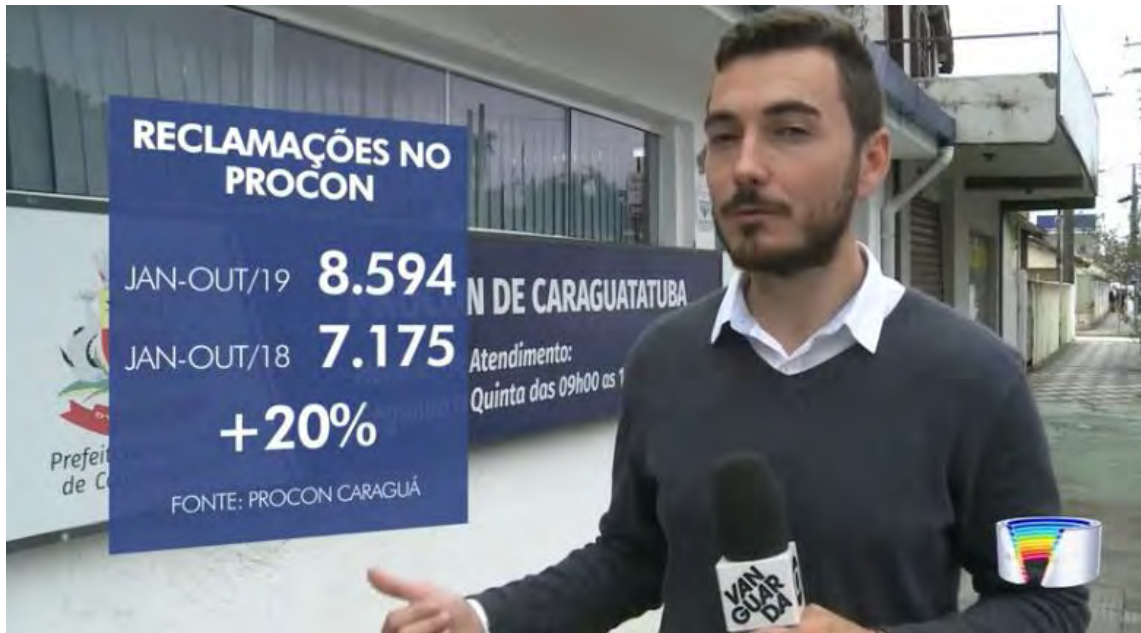 RECLAMAÇÕES NO
PROCON
JAN-OUT/19 8.594
JAN-OUT/18 7.175
+20%
FONTE: PROCON CARAGUÁ
N DE CARAGUATATUBA
Atendimento:
Quinta das 09h00 as 1
Prefeit
de C
VAN
GUAR
DA